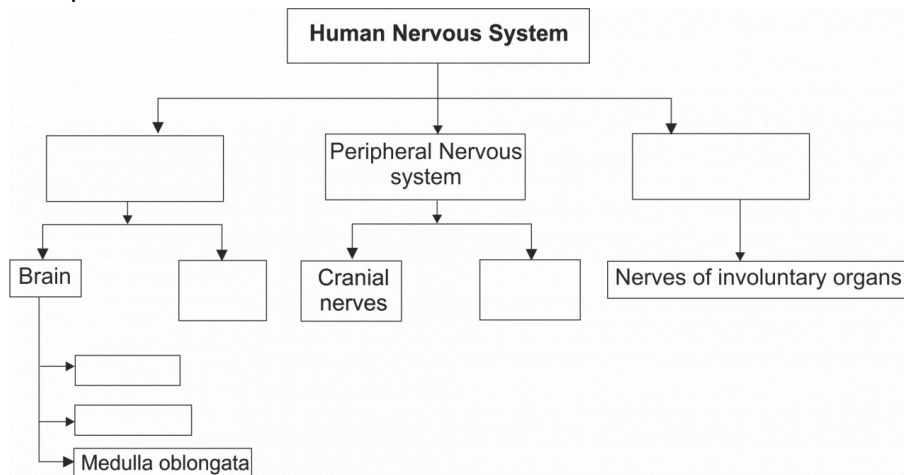 Human Nervous System
Peripheral Nervous
system
Brain
Cranial
nerves
Nerves of involuntary organs
Medulla oblongata